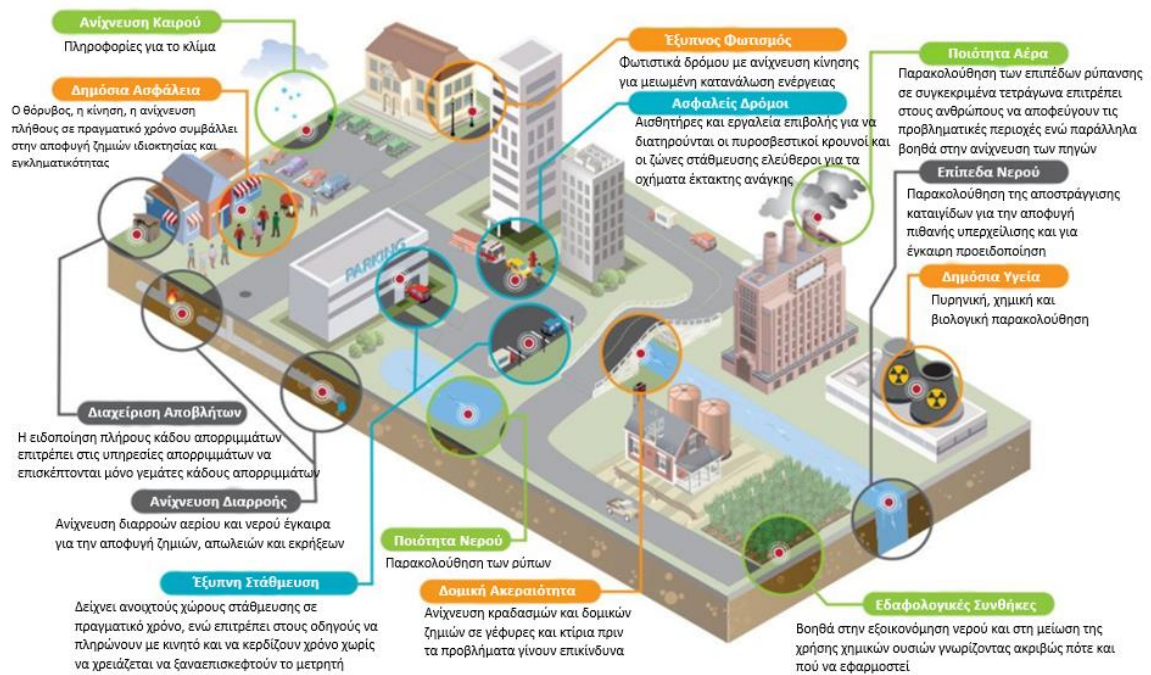 Ανίχνευση Καιρού
Πληροφορίες για το κλίμα
Δημόσια Ασφάλεια
Ο θόρυβος, η κίνηση, η ανίχνευση
πλήθους σε πραγματικό χρόνο συμβάλλει
στην αποφυγή ζημιών ιδιοκτησίας και
εγκληματικότητας
Έξυπνος Φωτισμός
Φωτιστικά δρόμου με ανίχνευση κίνησης
για μειωμένη κατανάλωση ενέργειας
Ασφαλείς Δρόμοι
Αισθητήρες και εργαλεία επιβολής για να
διατηρούνται οι πυροσβεστικοί κρουνοί και
οι ζώνες στάθμευσης ελεύθεροι για τα
οχήματα έκτακτης ανάγκης
Ποιότητα Αέρα
Παρακολούθηση των επιπέδων ρύπανσης
σε συγκεκριμένα τετράγωνα επιτρέπει
στους ανθρώπους να αποφεύγουν τις
προβληματικές περιοχές ενώ παράλληλα
βοηθά στην ανίχνευση των πηγών
Επίπεδα Νερού
Παρακολούθηση της αποστράγγισης
καταιγίδων για την αποφυγή
πιθανής υπερχείλισης και για
έγκαιρη προειδοποίηση
Δημόσια Υγεία
Πυρηνική, χημική και
βιολογική παρακολούθηση
PARKING
Διαχείριση Αποβλήτων
Η ειδοποίηση πλήρους κάδου απορριμμάτων
επιτρέπει στις υπηρεσίες απορριμμάτων να
επισκέπτονται μόνο γεμάτες κάδους απορριμμάτων
Ανίχνευση Διαρροής
Ανίχνευση διαρροών αερίου και νερού έγκαιρα
για την αποφυγή ζημιών, απωλειών και εκρήξεων
Έξυπνη Στάθμευση
Δείχνει ανοιχτούς χώρους στάθμευσης σε
πραγματικό χρόνο, ενώ επιτρέπει στους οδηγούς να
πληρώνουν με κινητό και να κερδίζουν χρόνο χωρίς
να χρειάζεται να ξαναεπισκεφτούν το μετρητή
Ποιότητα Νερού
Παρακολούθηση των ρύπων
Δομική Ακεραιότητα
Ανίχνευση κραδασμών και δομικών
ζημιών σε γέφυρες και κτίρια πριν
τα προβλήματα γίνουν επικίνδυνα
Εδαφολογικές Συνθήκες
Βοηθά στην εξοικονόμηση νερού και στη μείωση της
χρήσης χημικών ουσιών γνωρίζοντας ακριβώς πότε και
πού να εφαρμοστεί